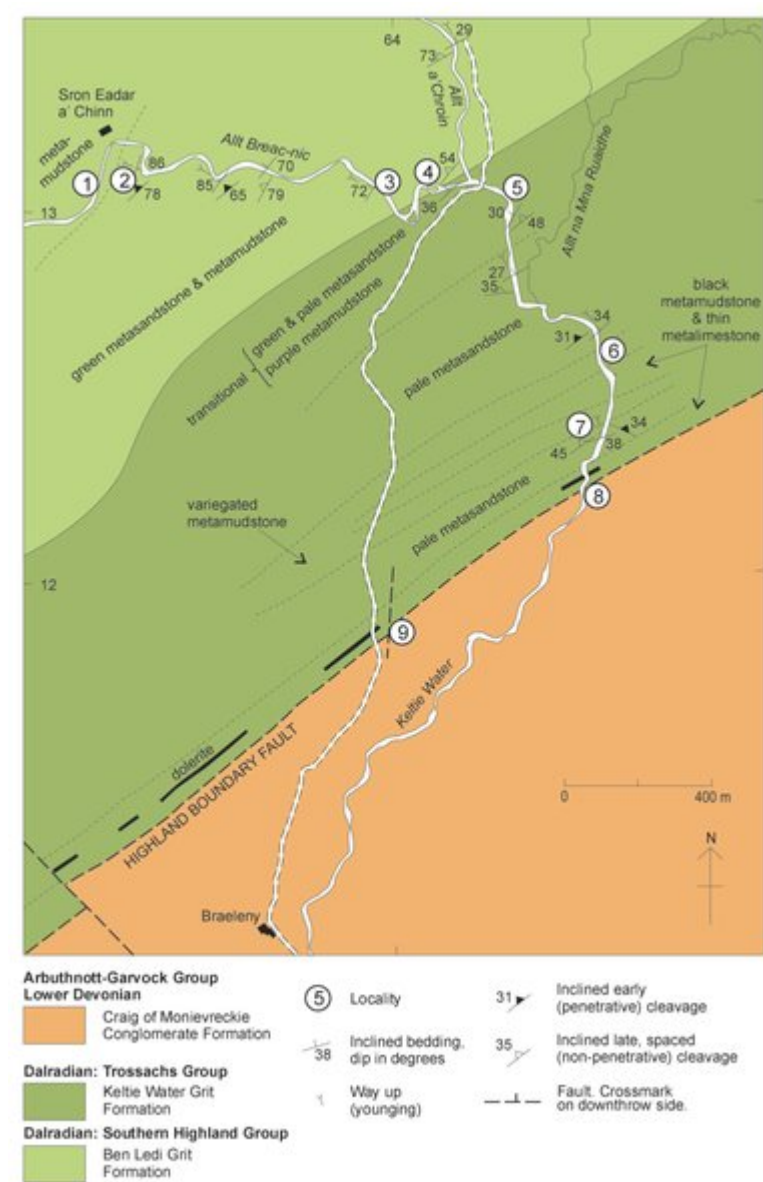 64
29
73
Allt
a'Chroin
Sron Eadar
a' Chinn
meta-
mudstone
Allt Breac-nic
Allt na Mna Ruaidhe
86
70
54
1
2
78
85
65
79
72
3
4
36
5
30
48
13
green metasandstone & metamudstone
transitional
green & pale metasandstone
purple metamudstone
27
35
black
metamudstone
& thin
metalimestone
34
31
pale metasandstone
6
7
34
45
38
variegated
metamudstone
pale metasandstone
8
12
9
Keltie Water
dolerite
HIGHLAND BOUNDARY FAULT
0
400 m
N
Braeleny
Arbuthnott-Garvock Group
Lower Devonian
Craig of Monievreckie
Conglomerate Formation
Dalradian: Trossachs Group
Keltie Water Grit
Formation
Dalradian: Southern Highland Group
Ben Ledi Grit
Formation
5 Locality
38 Inclined bedding,
dip in degrees
Way up
(younging)
31 Inclined early
(penetrative) cleavage
35 Inclined late, spaced
(non-penetrative) cleavage
Fault. Crossmark
on downthrow side.